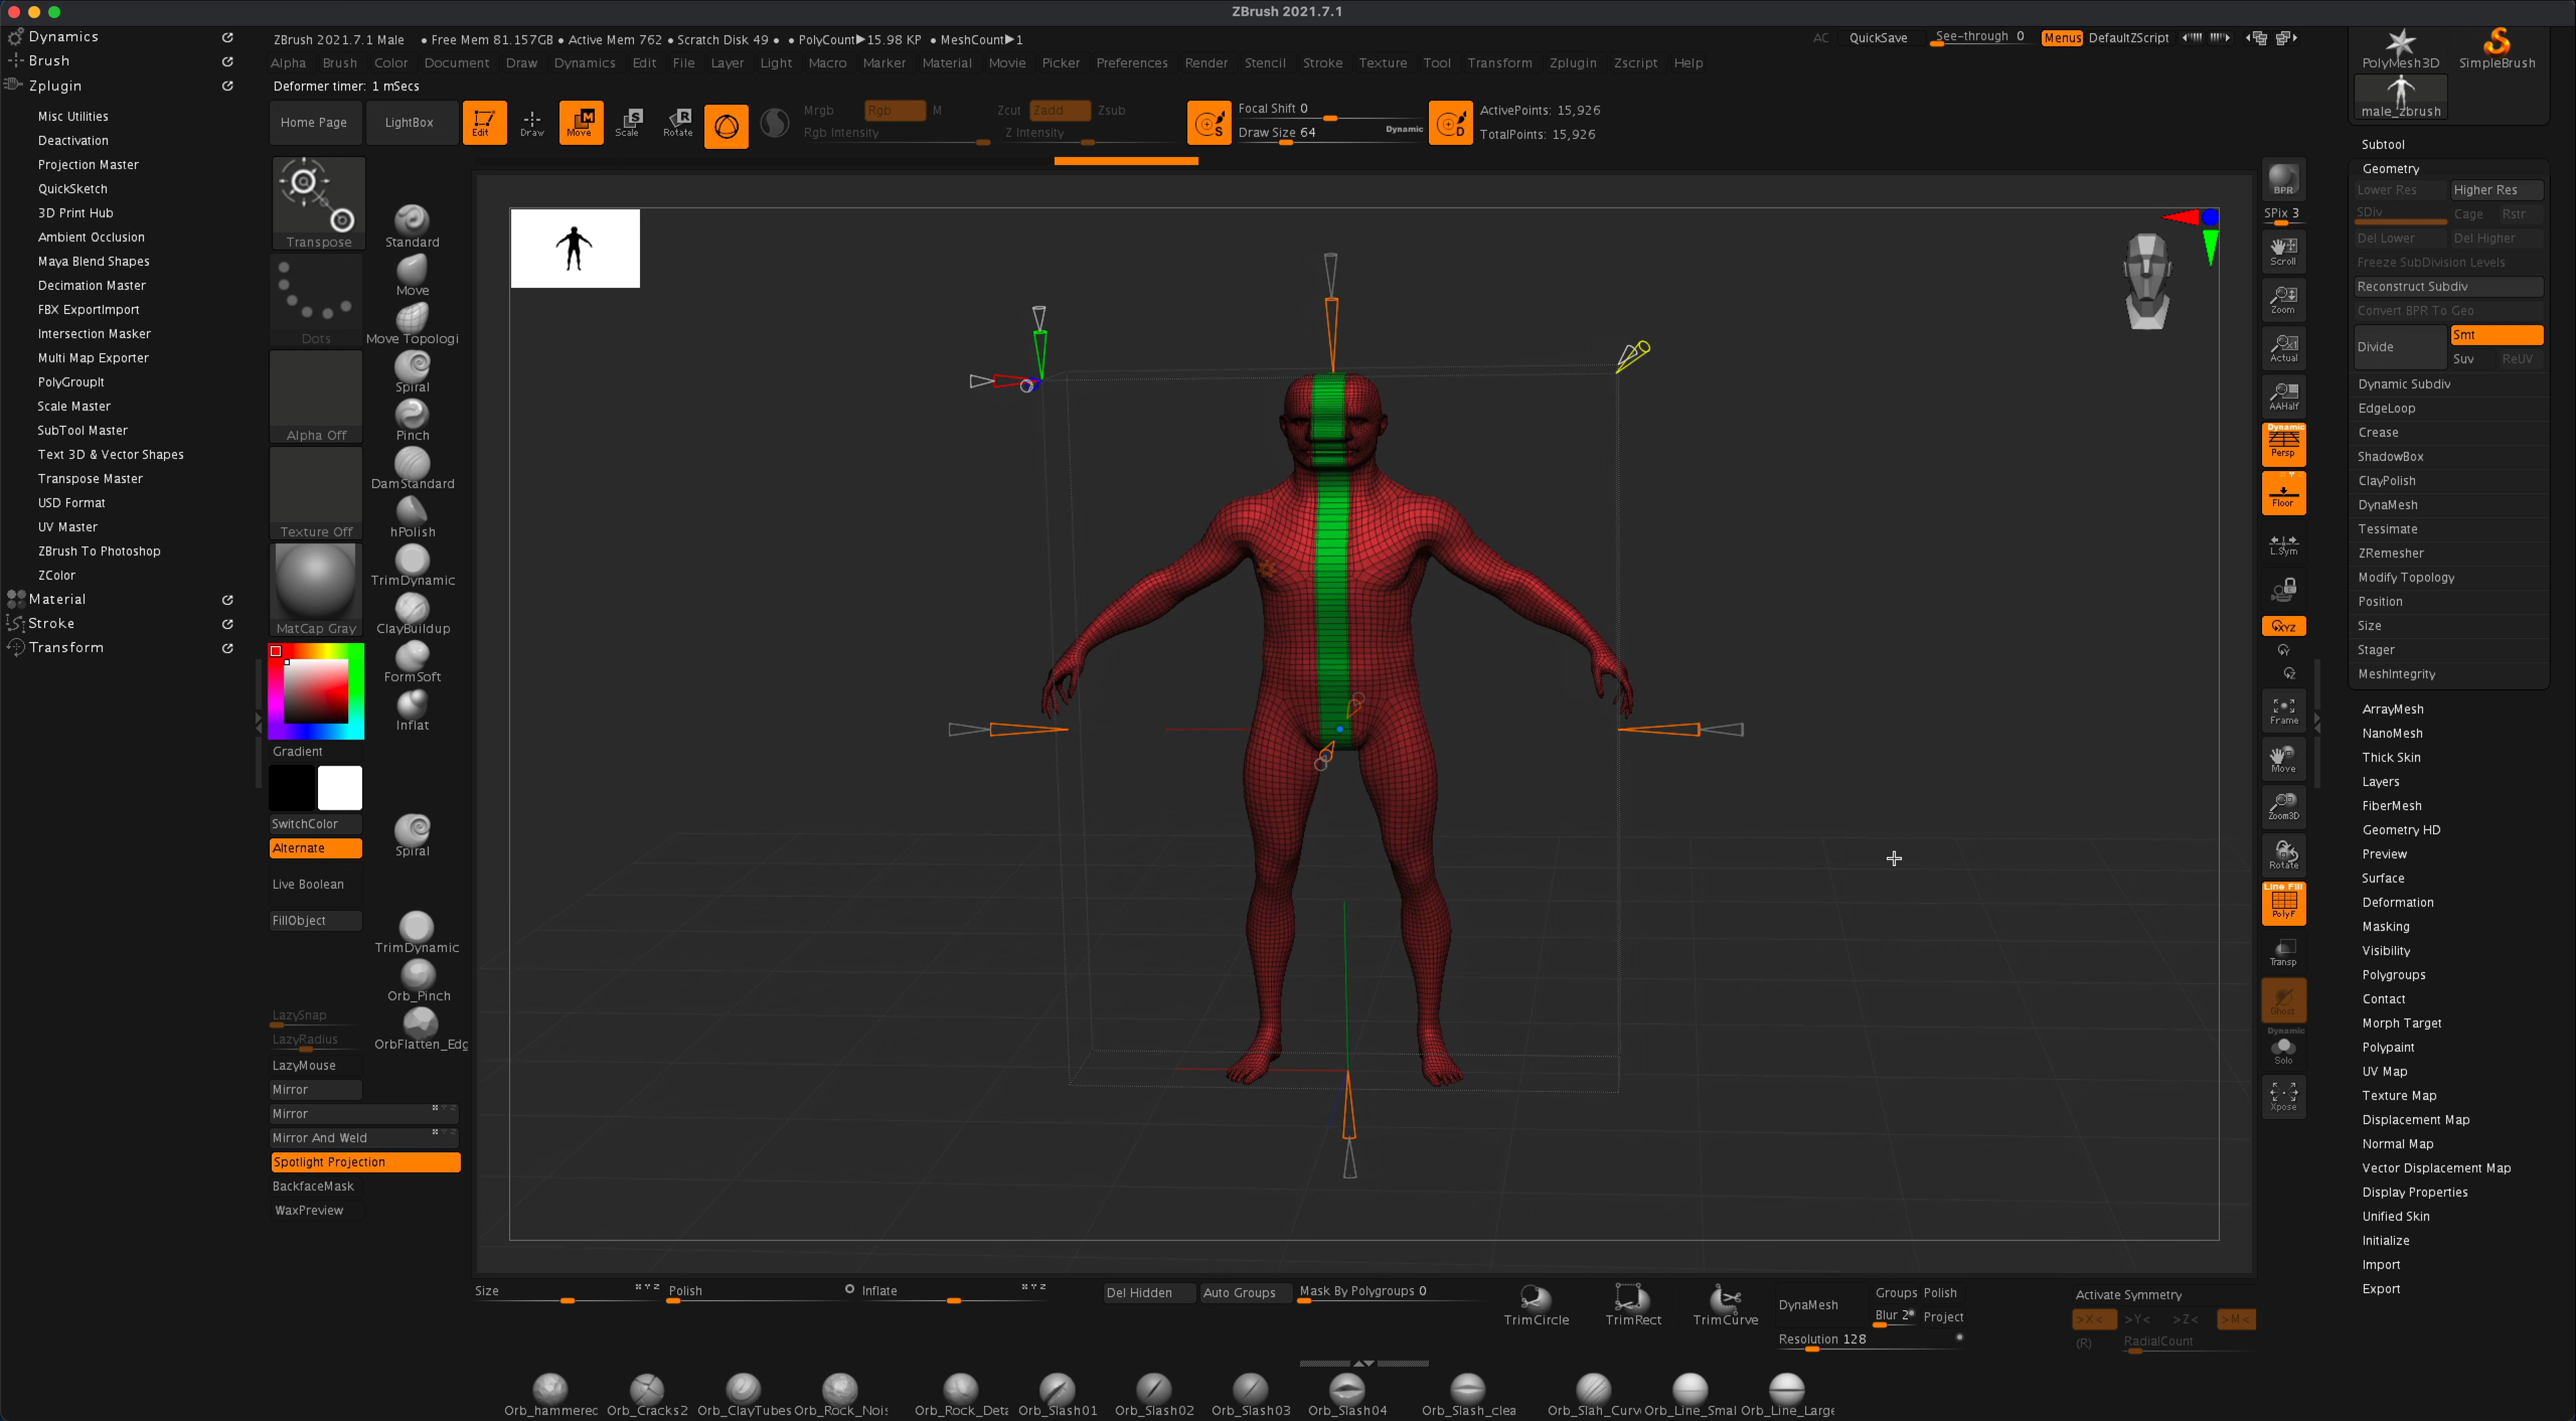 ZBrush 2021.7.1
Dynamics
Brush
Zplugin
Misc Utilities
Deactivation
Projection Master
QuickSketch
3D Print Hub
Ambient Occlusion
Maya Blend Shapes
Decimation Master
FBX ExportImport
Intersection Masker
Multi Map Exporter
PolyGroupIt
Scale Master
SubTool Master
Text 3D & Vector Shapes
Transpose Master
USD Format
UV Master
ZBrush To Photoshop
ZColor
Material
Stroke
Transform
ZBrush 2021.7.1 Male • Free Mem 81.157GB • Active Mem 762 • Scratch Disk 49 • • PolyCount▶15.98 KP • MeshCount▶1
AC QuickSave See-through 0 Menus DefaultZScript
Alpha Brush Color Document Draw Dynamics Edit File Layer Light Macro Marker Material Movie Picker Preferences Render Stencil Stroke Texture Tool Transform Zplugin Zscript Help
Deformer timer: 1 mSecs
Home Page LightBox Edit Draw Move Scale Rotate
Mrgb Rgb M Zcut Zadd Zsub
Rgb Intensity Z Intensity
Focal Shift 0
Draw Size 64 Dynamic
ActivePoints: 15,926
TotalPoints: 15,926
Transpose
Dots
Alpha Off
Texture Off
MatCap Gray
Gradient
SwitchColor
Alternate
Live Boolean
FillObject
LazySnap
LazyRadius
LazyMouse
Mirror
Mirror
Mirror And Weld
Spotlight Projection
BackfaceMask
WaxPreview
Standard
Move
Move Topologi
Spiral
Pinch
DamStandard
hPolish
TrimDynamic
ClayBuildup
FormSoft
Inflat
Spiral
TrimDynamic
Orb_Pinch
OrbFlatten_Edg
BPR
SPix 3
Scroll
Zoom
Actual
AAHalf
Dynamic
Persp
Floor
L.Sym
XYZ
Frame
Move
Zoom3D
Rotate
Line Fill
PolyF
Transp
Ghost
Dynamic
Solo
Xpose
PolyMesh3D SimpleBrush
male_zbrush
Subtool
Geometry
Lower Res Higher Res
SDiv Cage Rstr
Del Lower Del Higher
Freeze SubDivision Levels
Reconstruct Subdiv
Convert BPR To Geo
Divide Smt
Suv ReUV
Dynamic Subdiv
EdgeLoop
Crease
ShadowBox
ClayPolish
DynaMesh
Tessimate
ZRemesher
Modify Topology
Position
Size
Stager
MeshIntegrity
ArrayMesh
NanoMesh
Thick Skin
Layers
FiberMesh
Geometry HD
Preview
Surface
Deformation
Masking
Visibility
Polygroups
Contact
Morph Target
Polypaint
UV Map
Texture Map
Displacement Map
Normal Map
Vector Displacement Map
Display Properties
Unified Skin
Initialize
Import
Export
Size Polish Inflate
Del Hidden Auto Groups Mask By Polygroups 0
TrimCircle TrimRect TrimCurve
DynaMesh Groups Polish
Blur 2 Project
Resolution 128
Activate Symmetry
>X< >Y< >Z< >M<
(R) RadialCount
Orb_hammerec Orb_Cracks2 Orb_ClayTubes Orb_Rock_Nois Orb_Rock_Deta Orb_Slash01 Orb_Slash02 Orb_Slash03 Orb_Slash04 Orb_Slash_clea Orb_Slah_Curv Orb_Line_Smal Orb_Line_Large